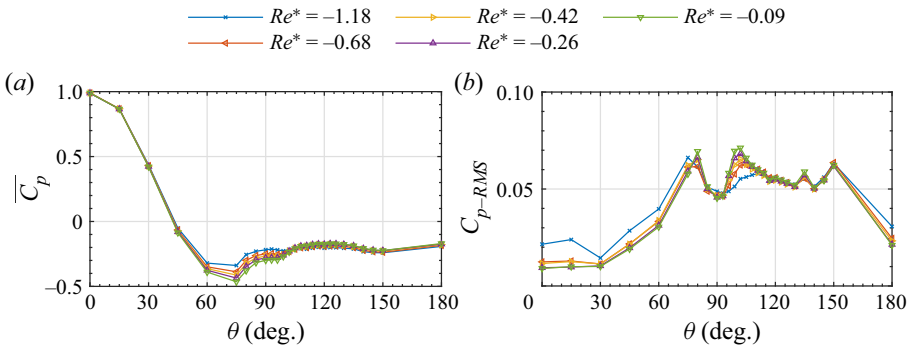 Re* = –1.18 Re* = –0.42 Re* = –0.09
Re* = –0.68 Re* = –0.26
(a) (b)
1.0
0.5
0
–0.5
C̅p
0 30 60 90 120 150 180
θ (deg.)
0.10
0.05
0
Cp–RMS
30 60 90 120 150 180
θ (deg.)